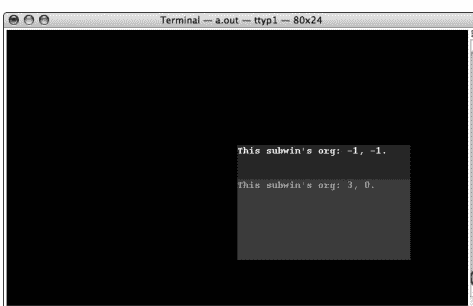 Terminal — a.out — ttyp1 — 80x24
This subwin's org: -1, -1.
This subwin's org: 3, 0.